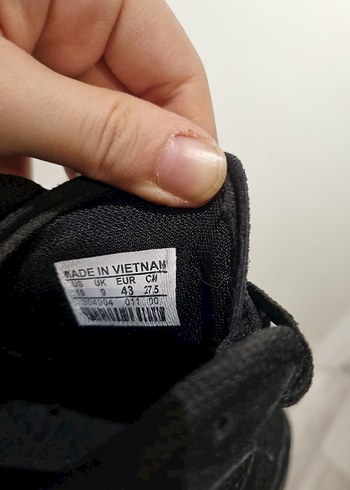 MADE IN VIETNAM
US UK EUR CM
10 9 43 27.5
011 00